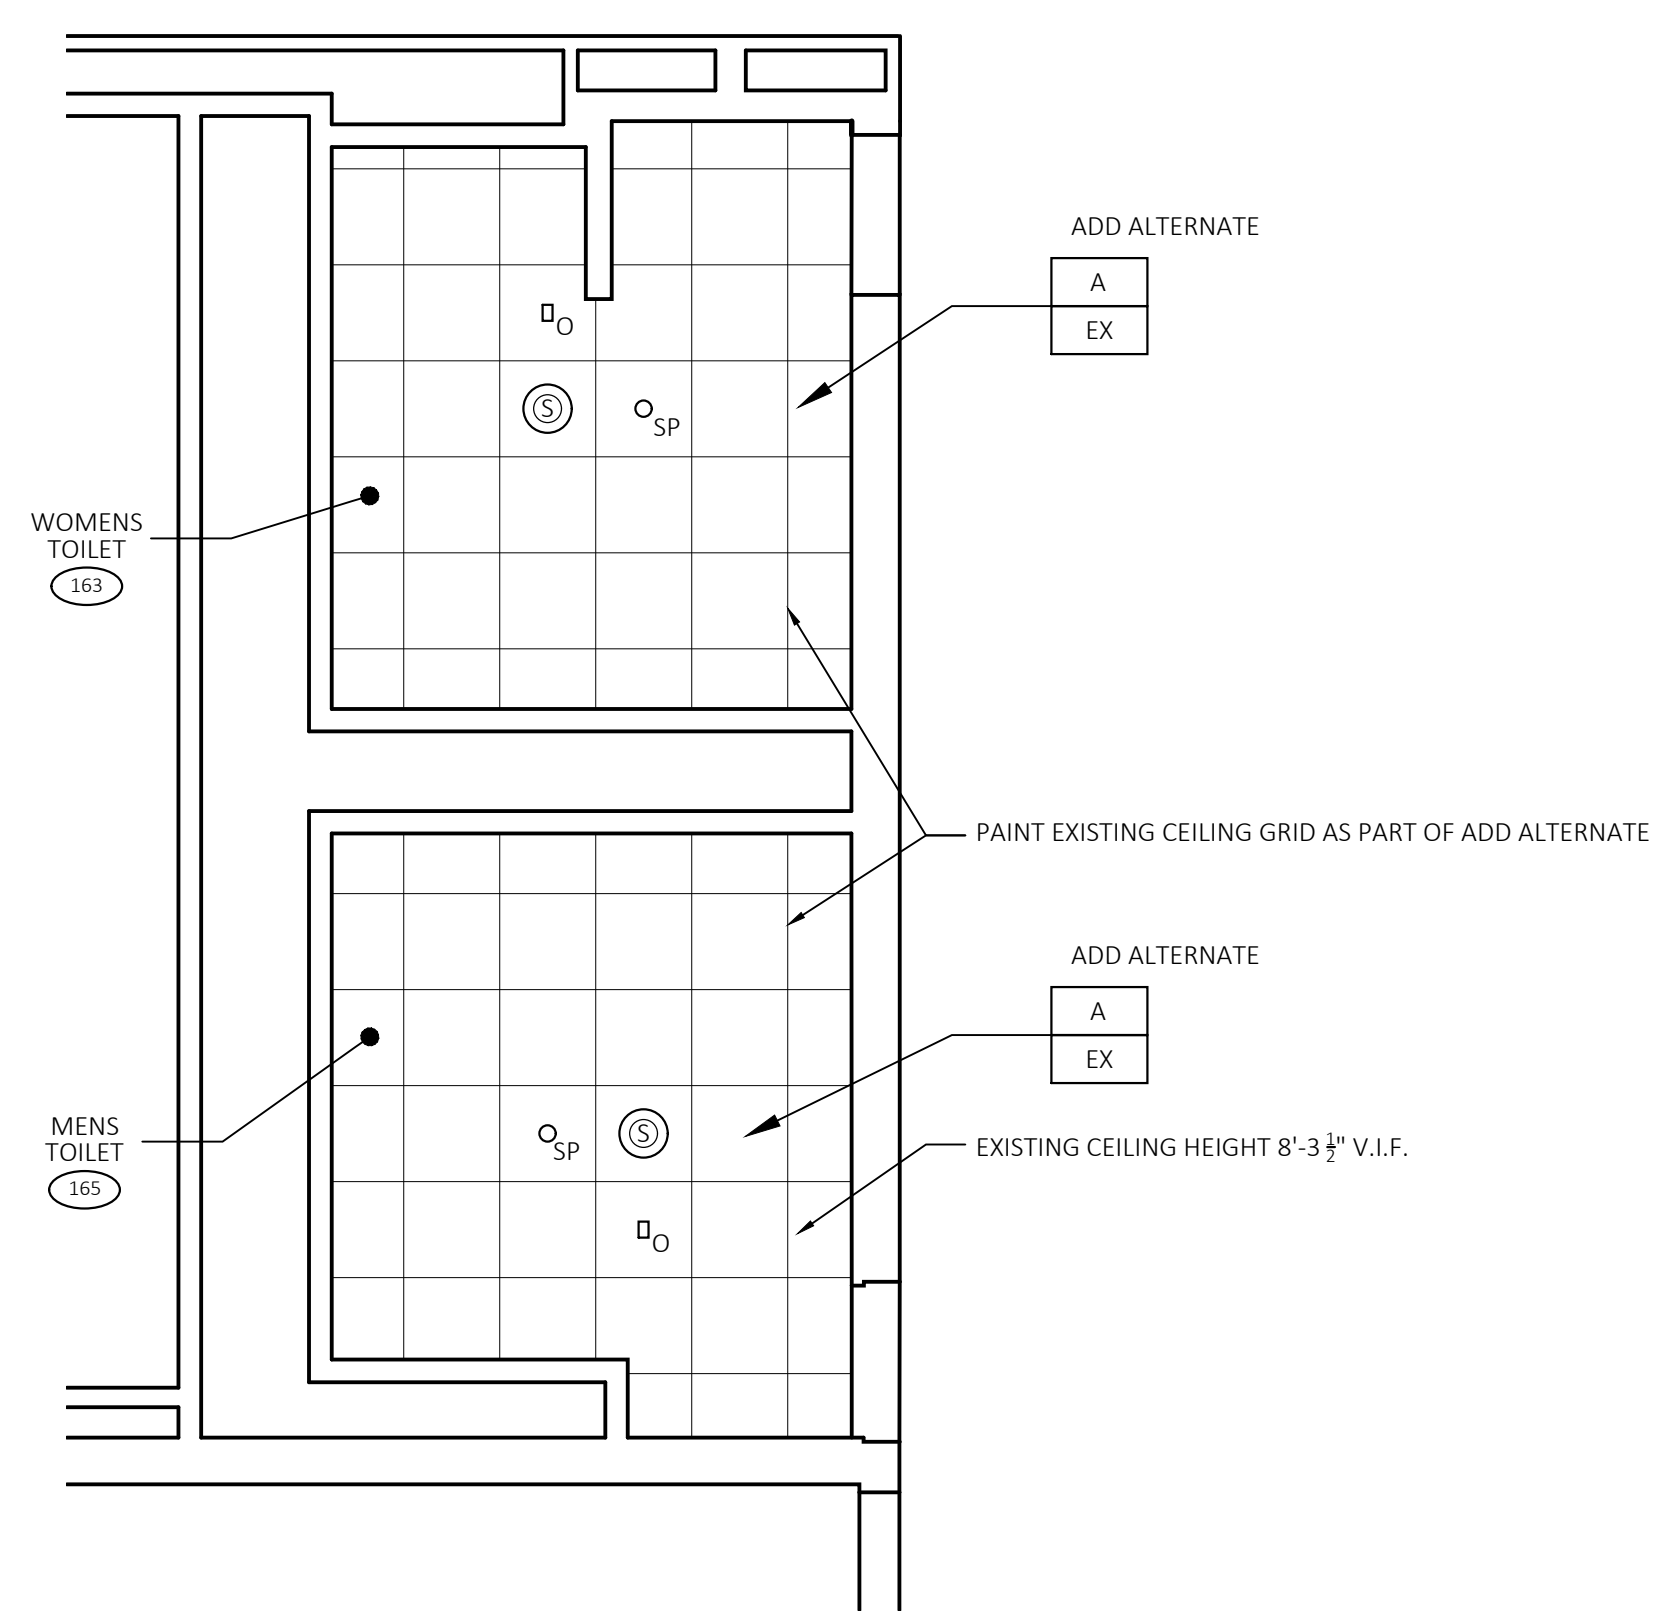 ADD ALTERNATE
A
EX
O
S
SP
WOMENS
TOILET
163
PAINT EXISTING CEILING GRID AS PART OF ADD ALTERNATE
ADD ALTERNATE
A
EX
MENS
TOILET
165
SP
S
EXISTING CEILING HEIGHT 8'-3 ½" V.I.F.
O